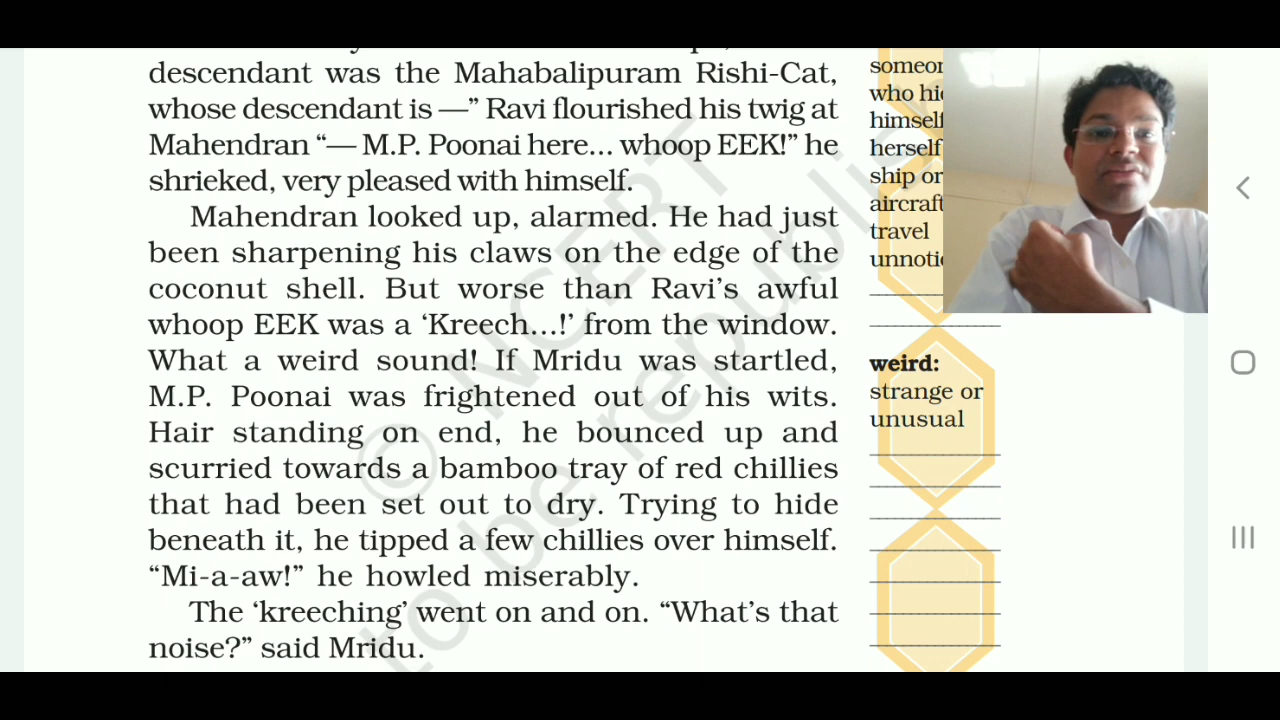 descendant was the Mahabalipuram Rishi-Cat,
whose descendant is —” Ravi flourished his twig at
Mahendran “— M.P. Poonai here... whoop EEK!” he
shrieked, very pleased with himself.
Mahendran looked up, alarmed. He had just
been sharpening his claws on the edge of the
coconut shell. But worse than Ravi’s awful
whoop EEK was a ‘Kreech...!’ from the window.
What a weird sound! If Mridu was startled,
M.P. Poonai was frightened out of his wits.
Hair standing on end, he bounced up and
scurried towards a bamboo tray of red chillies
that had been set out to dry. Trying to hide
beneath it, he tipped a few chillies over himself.
“Mi-a-aw!” he howled miserably.
The ‘kreeching’ went on and on. “What’s that
noise?” said Mridu.
who
himself
herself
ship or
aircraft
travel
weird:
strange or
unusual
© NCERT
to be republish